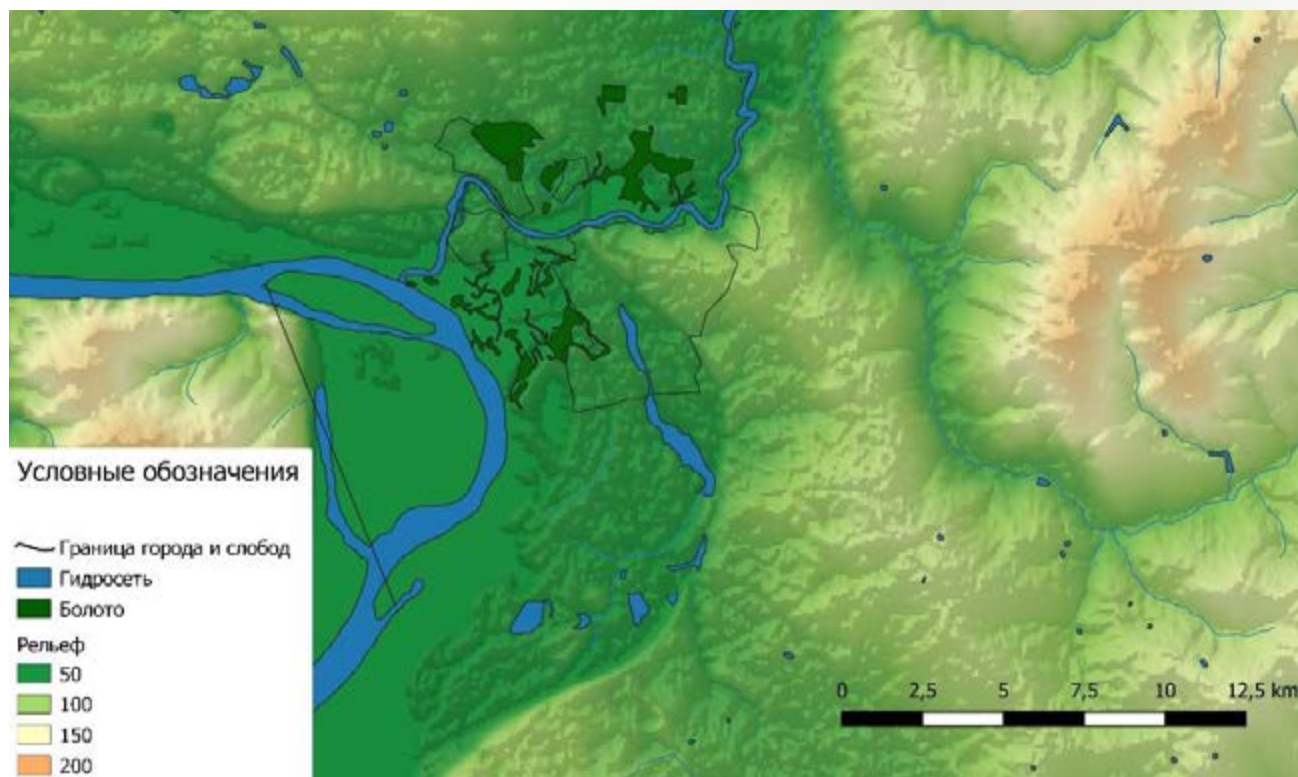 Условные обозначения
Граница города и слобод
Гидросеть
Болото
Рельеф
50
100
150
200
0 2,5 5 7,5 10 12,5 km